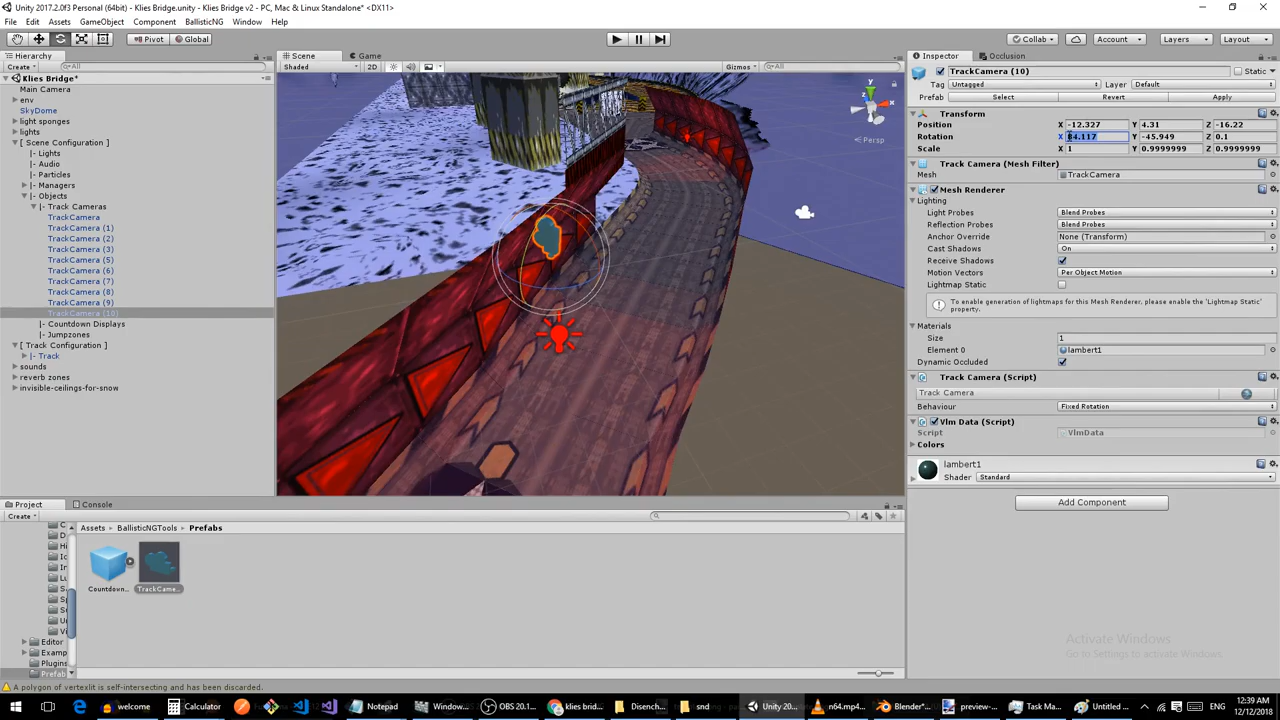 Unity 2017.2.0f3 Personal (64bit) - Klies Bridge.unity - Klies Bridge v2 - PC, Mac & Linux Standalone* <DX11>
File Edit Assets GameObject Component BallisticNG Window Help
Pivot Global Collab Account Layers Layout
Hierarchy
Create All
Klies Bridge*
Main Camera
env
SkyDome
light sponges
lights
[ Scene Configuration ]
|- Lights
|- Audio
|- Particles
|- Managers
|- Objects
|- Track Cameras
TrackCamera
TrackCamera (1)
TrackCamera (2)
TrackCamera (3)
TrackCamera (5)
TrackCamera (6)
TrackCamera (7)
TrackCamera (8)
TrackCamera (9)
TrackCamera (10)
|- Countdown Displays
|- Jumpzones
[ Track Configuration ]
|- Track
sounds
reverb zones
invisible-ceilings-for-snow
Scene Game
Shaded 2D Gizmos All
y
x
z
Persp
Inspector Occlusion
TrackCamera (10) Static
Tag Untagged Layer Default
Prefab Select Revert Apply
Transform
Position X -12.327 Y 4.31 Z -16.22
Rotation X 34.117 Y -45.949 Z 0.1
Scale X 1 Y 0.9999999 Z 0.9999999
Track Camera (Mesh Filter)
Mesh TrackCamera
Mesh Renderer
Lighting
Light Probes Blend Probes
Reflection Probes Blend Probes
Anchor Override None (Transform)
Cast Shadows On
Receive Shadows
Motion Vectors Per Object Motion
Lightmap Static
To enable generation of lightmaps for this Mesh Renderer, please enable the 'Lightmap Static'
property.
Materials
Size 1
Element 0 lambert1
Dynamic Occluded
Track Camera (Script)
Track Camera
Behaviour Fixed Rotation
Vlm Data (Script)
Script VlmData
Colors
lambert1
Shader Standard
Add Component
Project Console
Create
Assets BallisticNGTools Prefabs
Editor
Examp
Plugins
Prefab
Countdown... TrackCame...
Activate Windows
Go to Settings to activate Windows.
A polygon of vertexlit is self-intersecting and has been discarded.
welcome Calculator Notepad Window... OBS 20.1... klies brid... Disench... snd Unity 20... n64.mp4... Blender*... preview-... Task Ma... Untitled ...
12:39 AM
12/12/2018